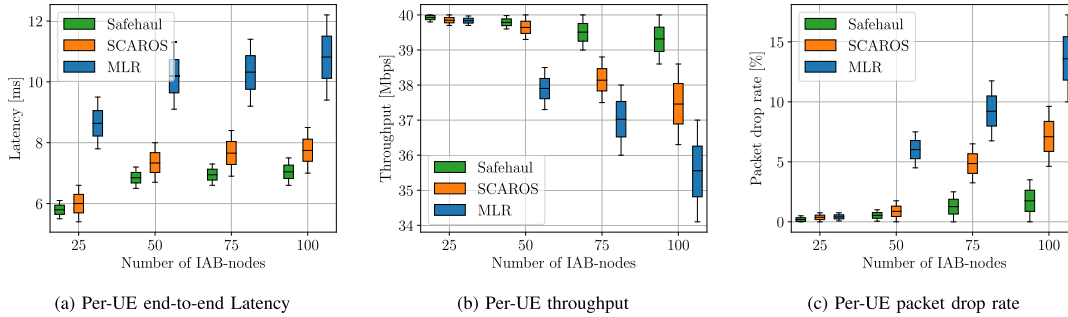 12
10
8
6
Latency [ms]
Safehaul
SCAROS
MLR
25 50 75 100
Number of IAB-nodes
(a) Per-UE end-to-end Latency
40
39
38
37
36
35
34
Throughput [Mbps]
Safehaul
SCAROS
MLR
25 50 75 100
Number of IAB-nodes
(b) Per-UE throughput
15
10
5
0
Packet drop rate [%]
Safehaul
SCAROS
MLR
25 50 75 100
Number of IAB-nodes
(c) Per-UE packet drop rate